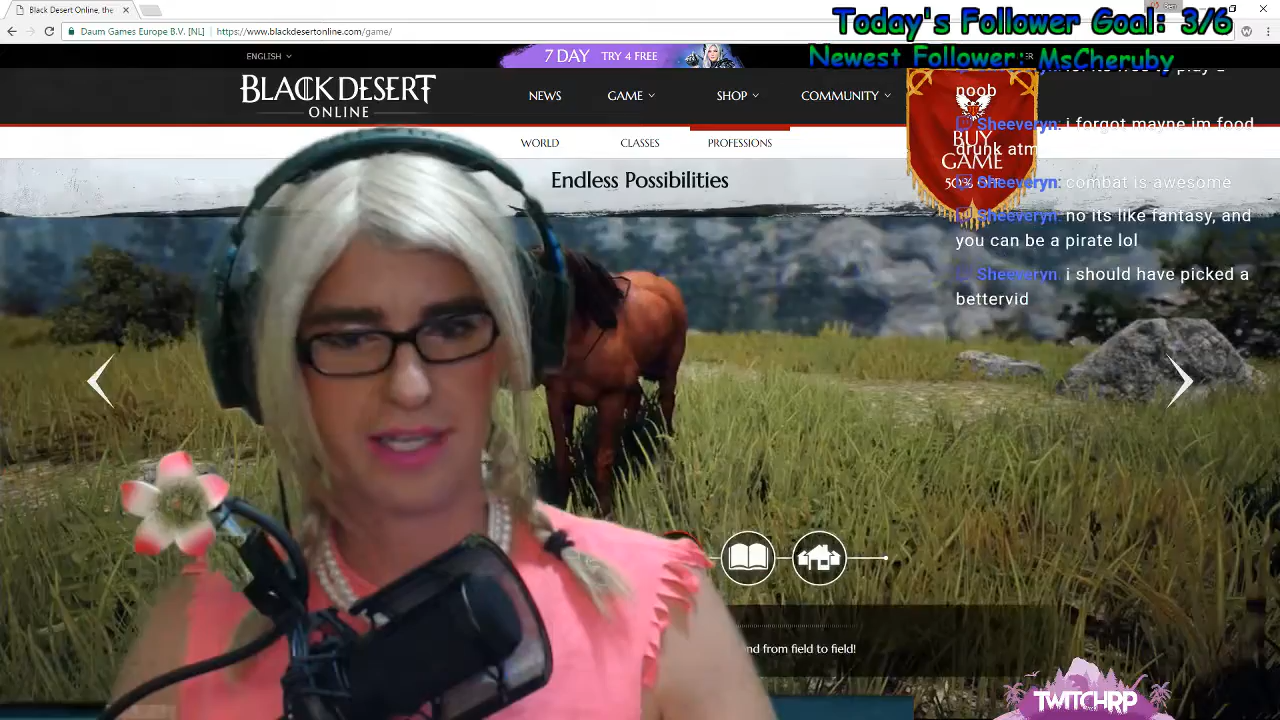 Black Desert Online, the
Today's Follower Goal: 3/6
Daum Games Europe B.V. [NL] https://www.blackdesertonline.com/game/
Newest Follower: MsCheruby
ENGLISH
7 DAY TRY 4 FREE
BLACK DESERT
ONLINE
NEWS
GAME
SHOP
COMMUNITY
WORLD
CLASSES
PROFESSIONS
Endless Possibilities
BUY
GAME
50%
noob
Sheeveryn: i forgot mayne im food
drunk atm
Sheeveryn: combat is awesome
Sheeveryn: no its like fantasy, and
you can be a pirate lol
Sheeveryn: i should have picked a
bettervid
from field to field!
TWITCHRP